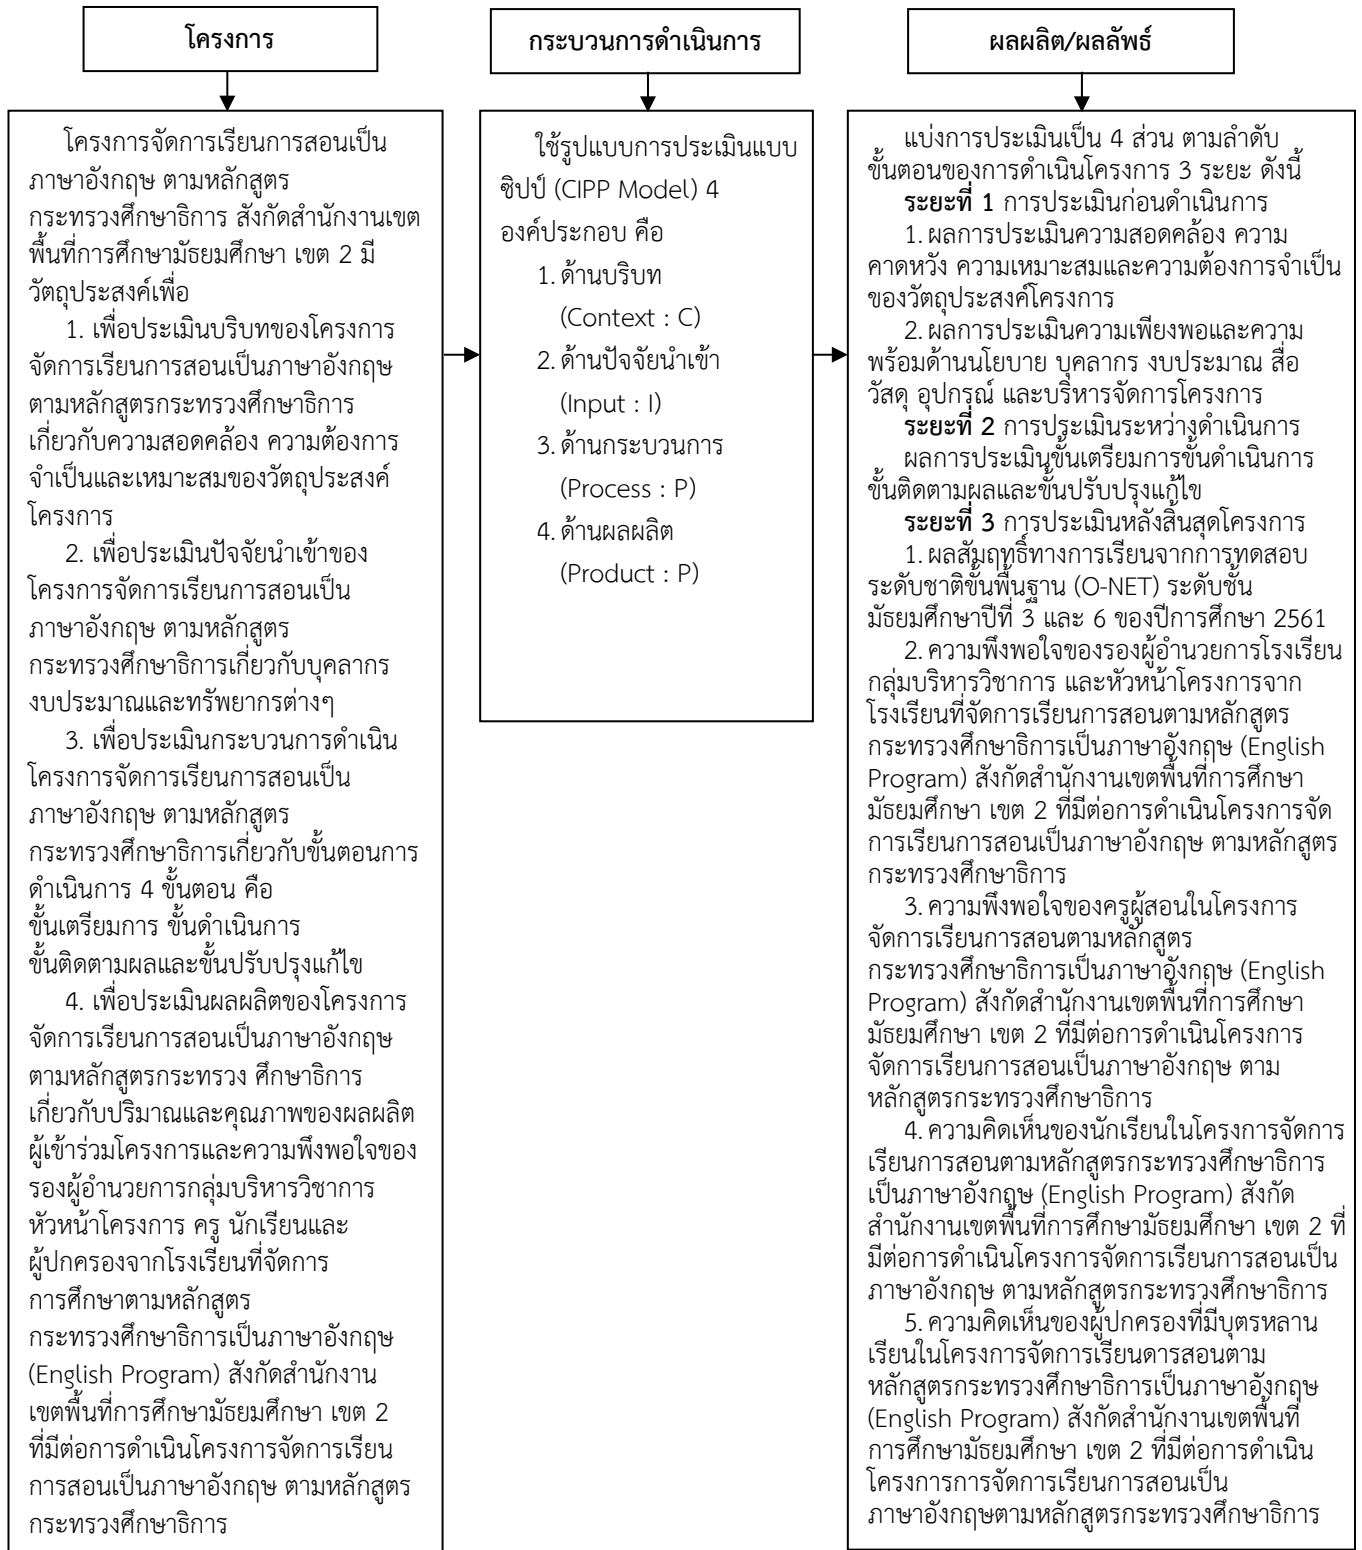 โครงการ
โครงการจัดการเรียนการสอนเป็น
ภาษาอังกฤษ ตามหลักสูตร
กระทรวงศึกษาธิการ สังกัดสำนักงานเขต
พื้นที่การศึกษามัธยมศึกษา เขต 2 มี
วัตถุประสงค์เพื่อ
1. เพื่อประเมินบริบทของโครงการ
จัดการเรียนการสอนเป็นภาษาอังกฤษ
ตามหลักสูตรกระทรวงศึกษาธิการ
เกี่ยวกับความสอดคล้อง ความต้องการ
จำเป็นและเหมาะสมของวัตถุประสงค์
โครงการ
2. เพื่อประเมินปัจจัยนำเข้าของ
โครงการจัดการเรียนการสอนเป็น
ภาษาอังกฤษ ตามหลักสูตร
กระทรวงศึกษาธิการเกี่ยวกับบุคลากร
งบประมาณและทรัพยากรต่างๆ
3. เพื่อประเมินกระบวนการดำเนิน
โครงการจัดการเรียนการสอนเป็น
ภาษาอังกฤษ ตามหลักสูตร
กระทรวงศึกษาธิการเกี่ยวกับขั้นตอนการ
ดำเนินการ 4 ขั้นตอน คือ
ขั้นเตรียมการ ขั้นดำเนินการ
ขั้นติดตามผลและขั้นปรับปรุงแก้ไข
4. เพื่อประเมินผลผลิตของโครงการ
จัดการเรียนการสอนเป็นภาษาอังกฤษ
ตามหลักสูตรกระทรวง ศึกษาธิการ
เกี่ยวกับปริมาณและคุณภาพของผลผลิต
ผู้เข้าร่วมโครงการและความพึงพอใจของ
รองผู้อำนวยการกลุ่มบริหารวิชาการ
หัวหน้าโครงการ ครู นักเรียนและ
ผู้ปกครองจากโรงเรียนที่จัดการ
การศึกษาตามหลักสูตร
กระทรวงศึกษาธิการเป็นภาษาอังกฤษ
(English Program) สังกัดสำนักงาน
เขตพื้นที่การศึกษามัธยมศึกษา เขต 2
ที่มีต่อการดำเนินโครงการจัดการเรียน
การสอนเป็นภาษาอังกฤษ ตามหลักสูตร
กระทรวงศึกษาธิการ
กระบวนการดำเนินการ
ใช้รูปแบบการประเมินแบบ
ซิปป์ (CIPP Model) 4
องค์ประกอบ คือ
1. ด้านบริบท
(Context : C)
2. ด้านปัจจัยนำเข้า
(Input : I)
3. ด้านกระบวนการ
(Process : P)
4. ด้านผลผลิต
(Product : P)
ผลผลิต/ผลลัพธ์
แบ่งการประเมินเป็น 4 ส่วน ตามลำดับ
ขั้นตอนของการดำเนินโครงการ 3 ระยะ ดังนี้
ระยะที่ 1 การประเมินก่อนดำเนินการ
1. ผลการประเมินความสอดคล้อง ความ
คาดหวัง ความเหมาะสมและความต้องการจำเป็น
ของวัตถุประสงค์โครงการ
2. ผลการประเมินความเพียงพอและความ
พร้อมด้านนโยบาย บุคลากร งบประมาณ สื่อ
วัสดุ อุปกรณ์ และบริหารจัดการโครงการ
ระยะที่ 2 การประเมินระหว่างดำเนินการ
ผลการประเมินขั้นเตรียมการขั้นดำเนินการ
ขั้นติดตามผลและขั้นปรับปรุงแก้ไข
ระยะที่ 3 การประเมินหลังสิ้นสุดโครงการ
1. ผลสัมฤทธิ์ทางการเรียนจากการทดสอบ
ระดับชาติขั้นพื้นฐาน (O-NET) ระดับชั้น
มัธยมศึกษาปีที่ 3 และ 6 ของปีการศึกษา 2561
2. ความพึงพอใจของรองผู้อำนวยการโรงเรียน
กลุ่มบริหารวิชาการ และหัวหน้าโครงการจาก
โรงเรียนที่จัดการเรียนการสอนตามหลักสูตร
กระทรวงศึกษาธิการเป็นภาษาอังกฤษ (English
Program) สังกัดสำนักงานเขตพื้นที่การศึกษา
มัธยมศึกษา เขต 2 ที่มีต่อการดำเนินโครงการจัด
การเรียนการสอนเป็นภาษาอังกฤษ ตามหลักสูตร
กระทรวงศึกษาธิการ
3. ความพึงพอใจของครูผู้สอนในโครงการ
จัดการเรียนการสอนตามหลักสูตร
กระทรวงศึกษาธิการเป็นภาษาอังกฤษ (English
Program) สังกัดสำนักงานเขตพื้นที่การศึกษา
มัธยมศึกษา เขต 2 ที่มีต่อการดำเนินโครงการ
จัดการเรียนการสอนเป็นภาษาอังกฤษ ตาม
หลักสูตรกระทรวงศึกษาธิการ
4. ความคิดเห็นของนักเรียนในโครงการจัดการ
เรียนการสอนตามหลักสูตรกระทรวงศึกษาธิการ
เป็นภาษาอังกฤษ (English Program) สังกัด
สำนักงานเขตพื้นที่การศึกษามัธยมศึกษา เขต 2 ที่
มีต่อการดำเนินโครงการจัดการเรียนการสอนเป็น
ภาษาอังกฤษ ตามหลักสูตรกระทรวงศึกษาธิการ
5. ความคิดเห็นของผู้ปกครองที่มีบุตรหลาน
เรียนในโครงการจัดการเรียนดารสอนตาม
หลักสูตรกระทรวงศึกษาธิการเป็นภาษาอังกฤษ
(English Program) สังกัดสำนักงานเขตพื้นที่
การศึกษามัธยมศึกษา เขต 2 ที่มีต่อการดำเนิน
โครงการการจัดการเรียนการสอนเป็น
ภาษาอังกฤษตามหลักสูตรกระทรวงศึกษาธิการ